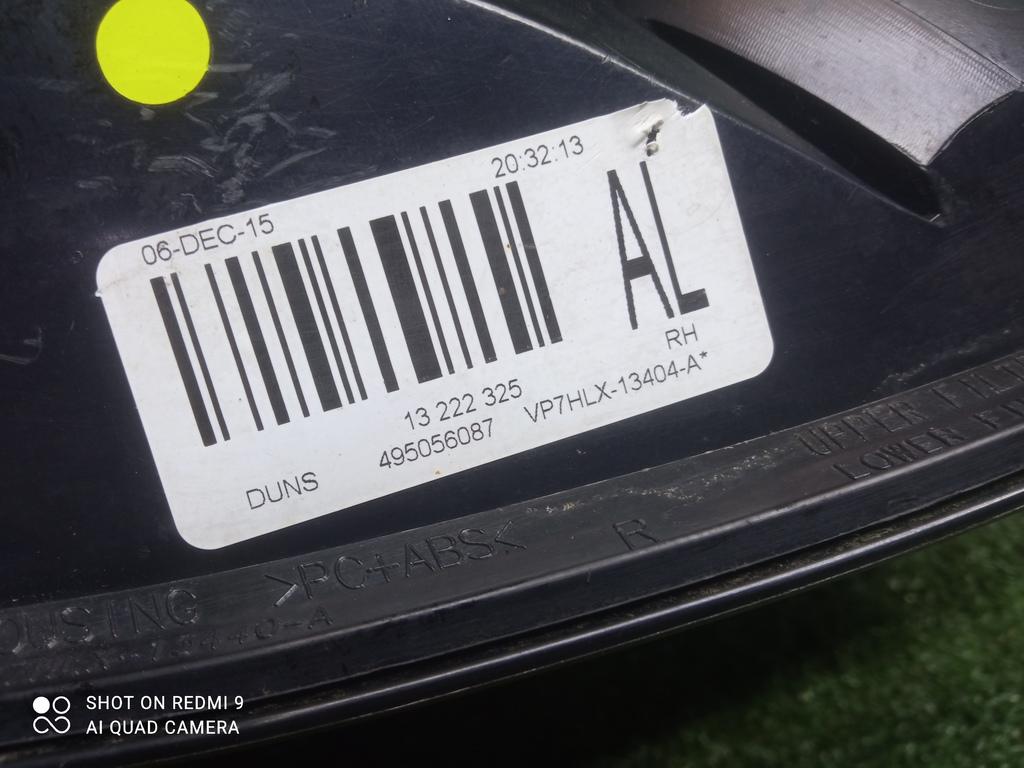 06-DEC-15 20:32:13
AL
RH
13 222 325
495056087 VP7HLX-13404-A*
DUNS
UPPER
LOWER
>PC+ABS< R
SHOT ON REDMI 9
AI QUAD CAMERA